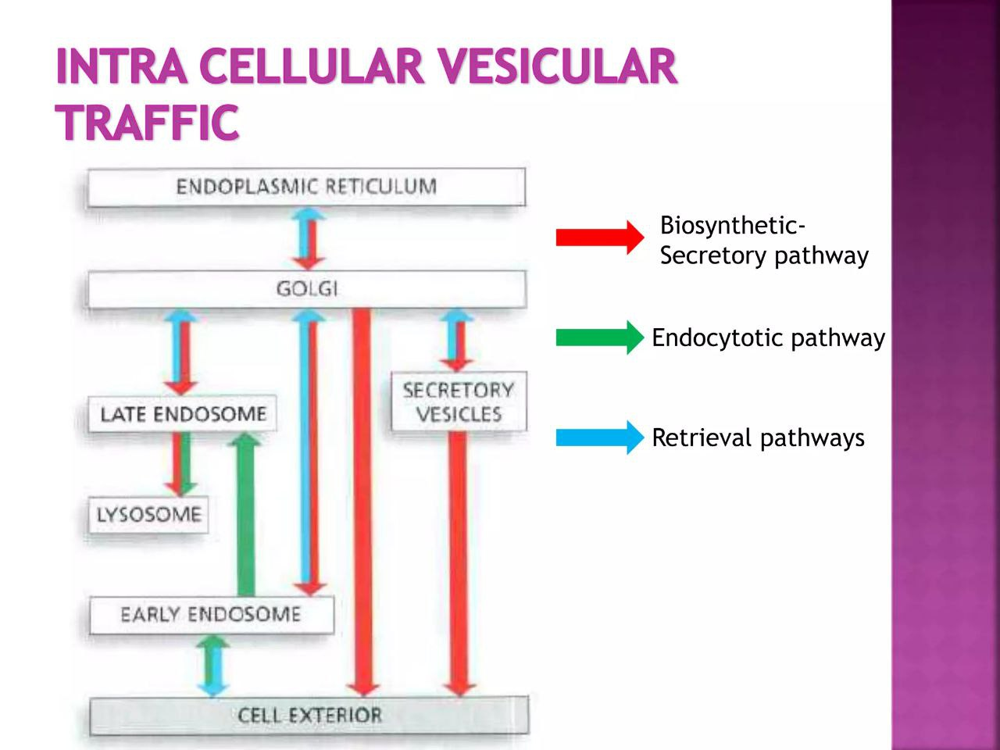 INTRA CELLULAR VESICULAR
TRAFFIC
ENDOPLASMIC RETICULUM
GOLGI
LATE ENDOSOME
SECRETORY
VESICLES
LYSOSOME
EARLY ENDOSOME
CELL EXTERIOR
Biosynthetic-
Secretory pathway
Endocytotic pathway
Retrieval pathways